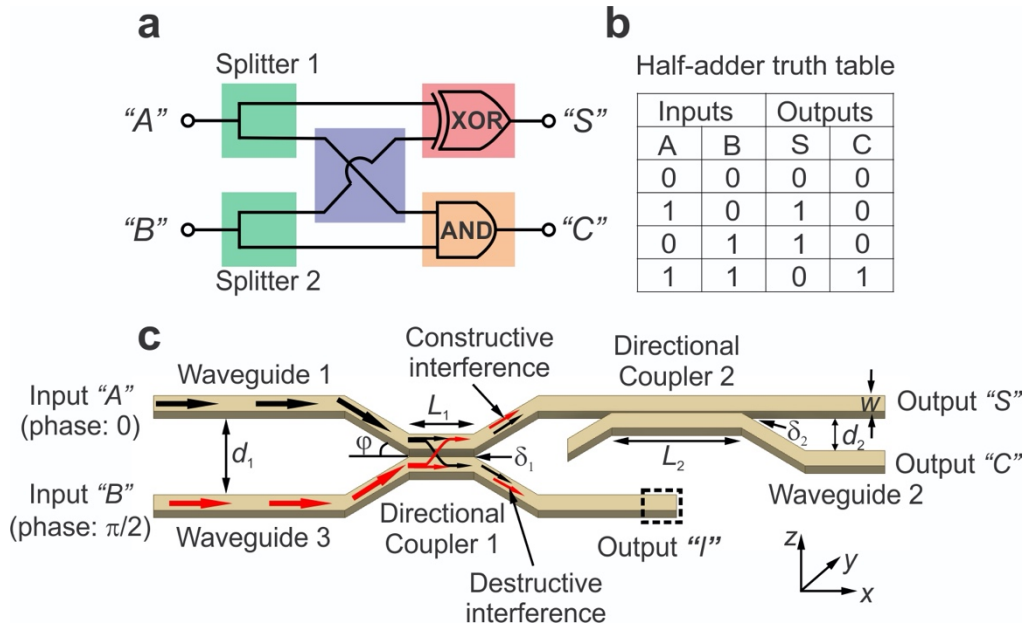 a
Splitter 1
“A”
XOR
“S”
“B”
AND
“C”
Splitter 2
b
Half-adder truth table
Inputs Outputs
A B S C
0 0 0 0
1 0 1 0
0 1 1 0
1 1 0 1
c
Constructive
interference
Directional
Coupler 2
Input “A”
(phase: 0)
Waveguide 1
L₁
w
Output “S”
d₁
φ
δ₁
L₂
δ₂
d₂
Output “C”
Waveguide 2
Input “B”
(phase: π/2)
Waveguide 3
Directional
Coupler 1
Output “I”
Destructive
interference
z
y
x